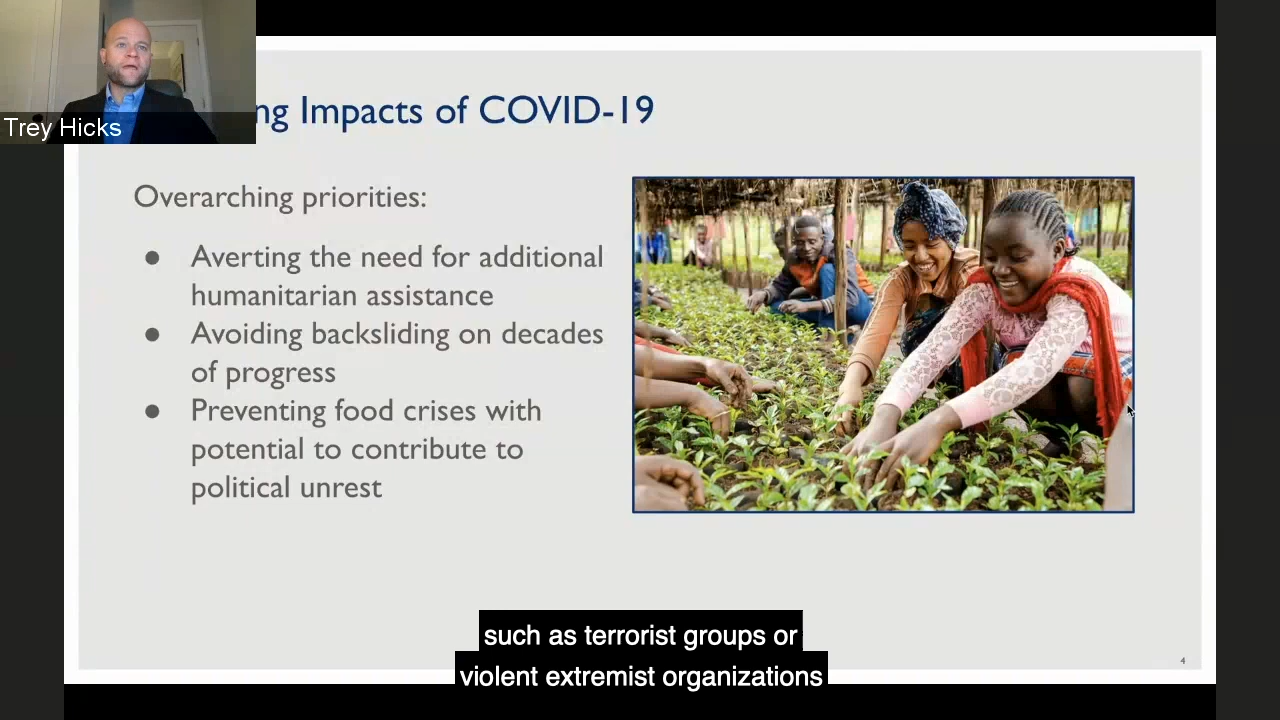 Trey Hicks
ng Impacts of COVID-19
Overarching priorities:
● Averting the need for additional
humanitarian assistance
● Avoiding backsliding on decades
of progress
● Preventing food crises with
potential to contribute to
political unrest
such as terrorist groups or
violent extremist organizations
4